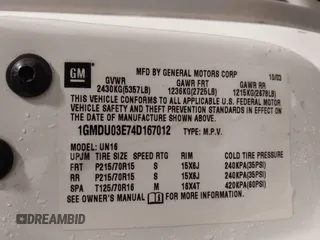 GM
MFD BY GENERAL MOTORS CORP 10/03
GVWR GAWR FRT GAWR RR
2430KG(5357LB) 1236KG(2725LB) 1215KG(2678LB)
THIS VEHICLE CONFORMS TO ALL APPLICABLE U.S. FEDERAL MOTOR
VEHICLE SAFETY AND THEFT PREVENTION STANDARDS IN
EFFECT ON THE DATE OF MANUFACTURE SHOWN ABOVE.
1GMDU03E74D167012 TYPE: M.P.V.
MODEL: UN16
UPJM TIRE SIZE SPEED RTG RIM COLD TIRE PRESSURE
FRT P215/70R15 S 15X6J 240KPA(35PSI)
RR P215/70R15 S 15X6J 240KPA(35PSI)
SPA T125/70R16 M 16X4T 420KPA(60PSI)
SEE OWNER'S MANUAL FOR MORE INFORMATION.
DREAMBID